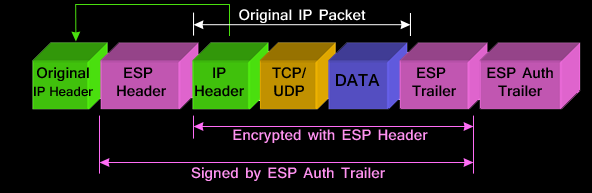 Original IP Packet
Original
IP Header
ESP
Header
IP
Header
TCP/
UDP
DATA
ESP
Trailer
ESP Auth
Trailer
Encrypted with ESP Header
Signed by ESP Auth Trailer